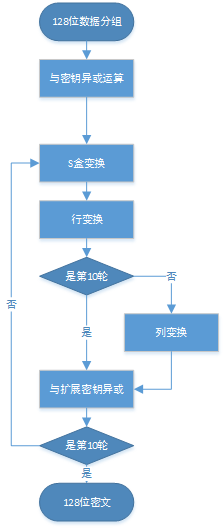 128位数据分组
与密钥异或运算
S盒变换
行变换
是第10轮
否
否
是
列变换
与扩展密钥异或
是第10轮
是
128位密文